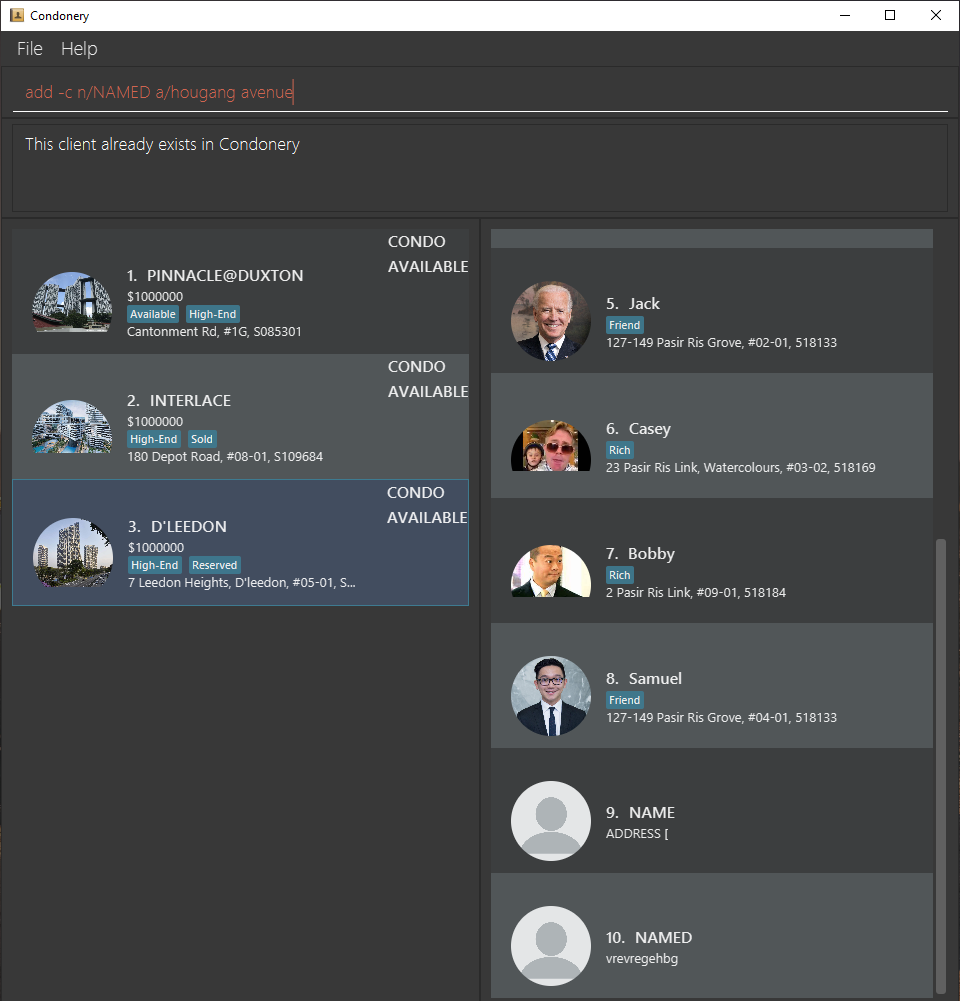 Condonery
File Help
add -c n/NAMED a/hougang avenue
This client already exists in Condonery
CONDO
AVAILABLE
1. PINNACLE@DUXTON
$1000000
Available High-End
Cantonment Rd, #1G, S085301
CONDO
AVAILABLE
2. INTERLACE
$1000000
High-End Sold
180 Depot Road, #08-01, S109684
CONDO
AVAILABLE
3. D'LEEDON
$1000000
High-End Reserved
7 Leedon Heights, D'leedon, #05-01, S...
5. Jack
Friend
127-149 Pasir Ris Grove, #02-01, 518133
6. Casey
Rich
23 Pasir Ris Link, Watercolours, #03-02, 518169
7. Bobby
Rich
2 Pasir Ris Link, #09-01, 518184
8. Samuel
Friend
127-149 Pasir Ris Grove, #04-01, 518133
9. NAME
ADDRESS [
10. NAMED
vrevregehbg